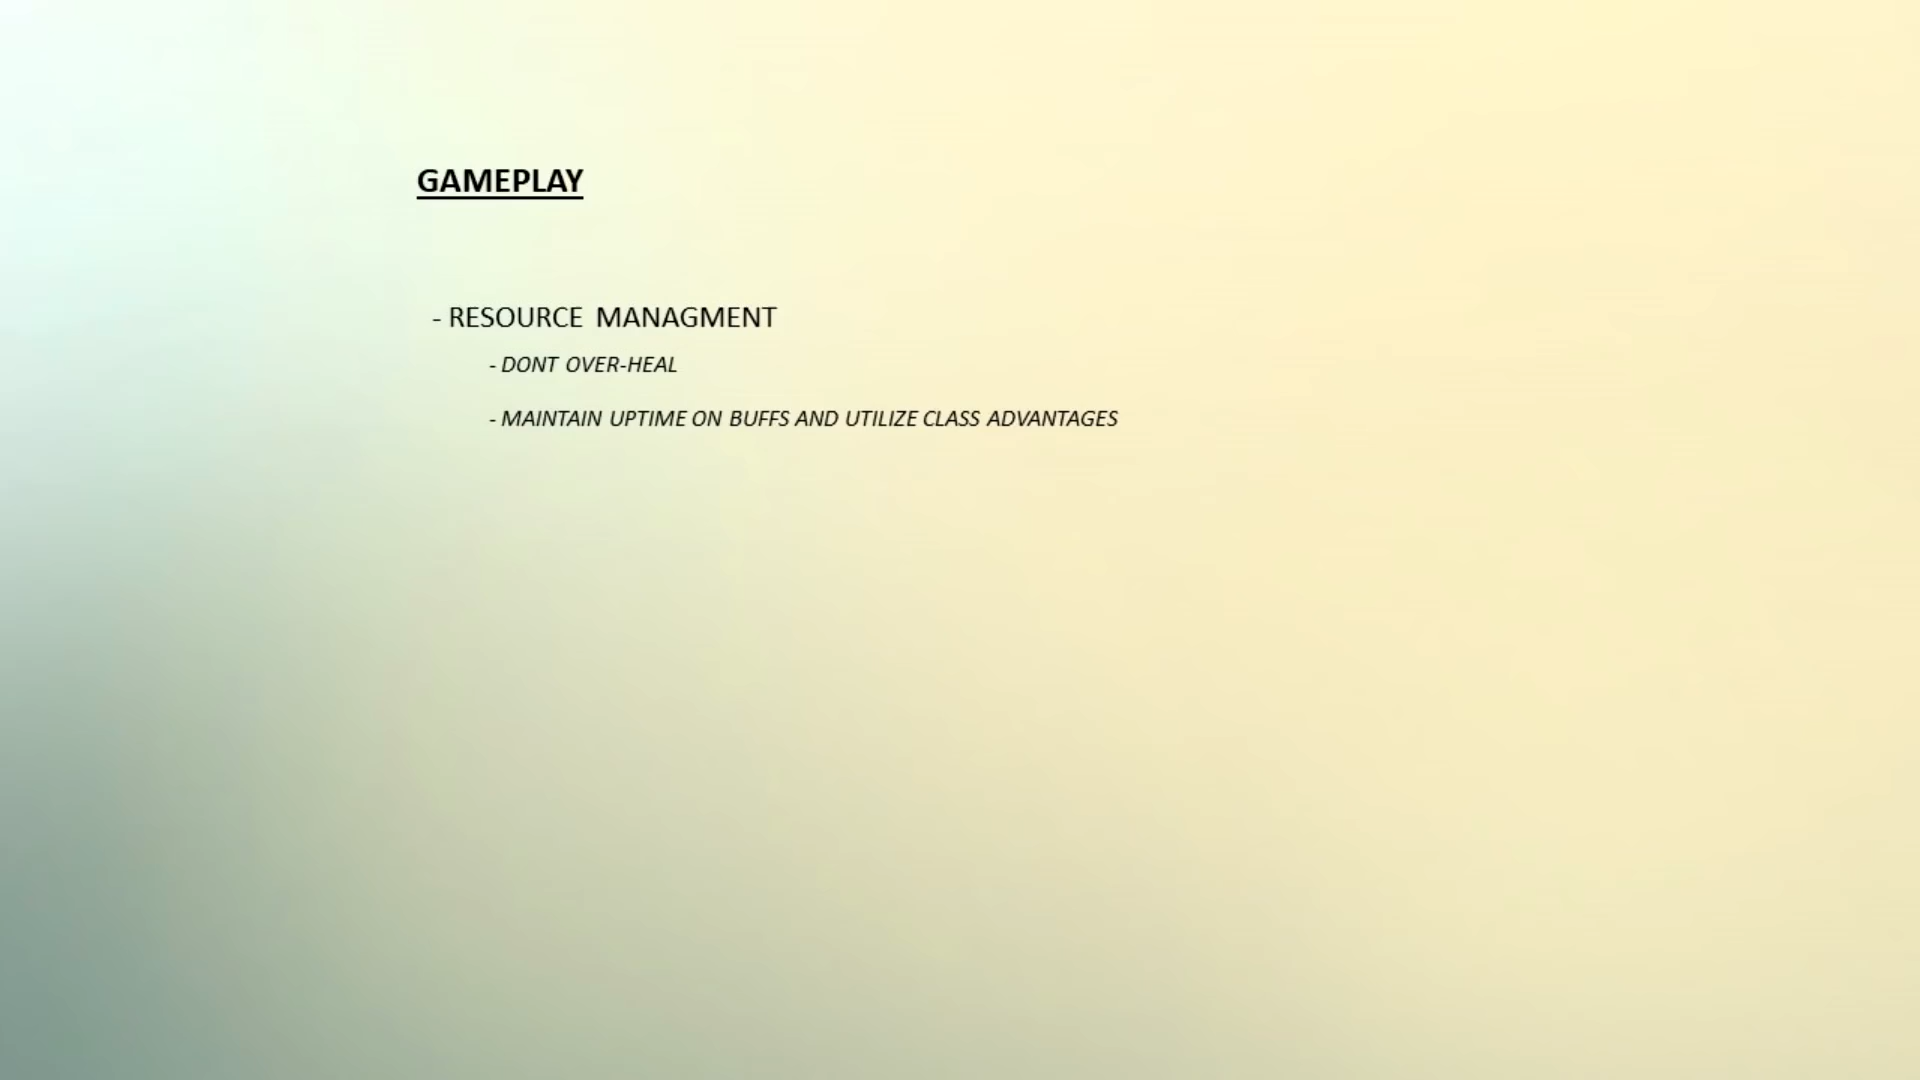 GAMEPLAY
- RESOURCE MANAGMENT
- DONT OVER-HEAL
- MAINTAIN UPTIME ON BUFFS AND UTILIZE CLASS ADVANTAGES